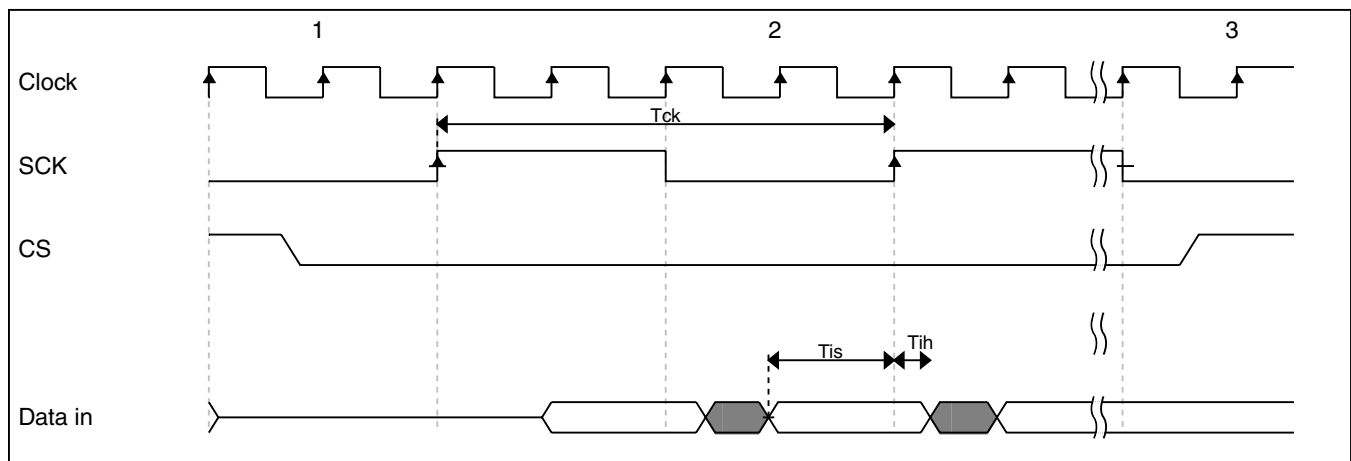 1 2 3
Clock
Tck
SCK
CS
Tis Tih
Data in